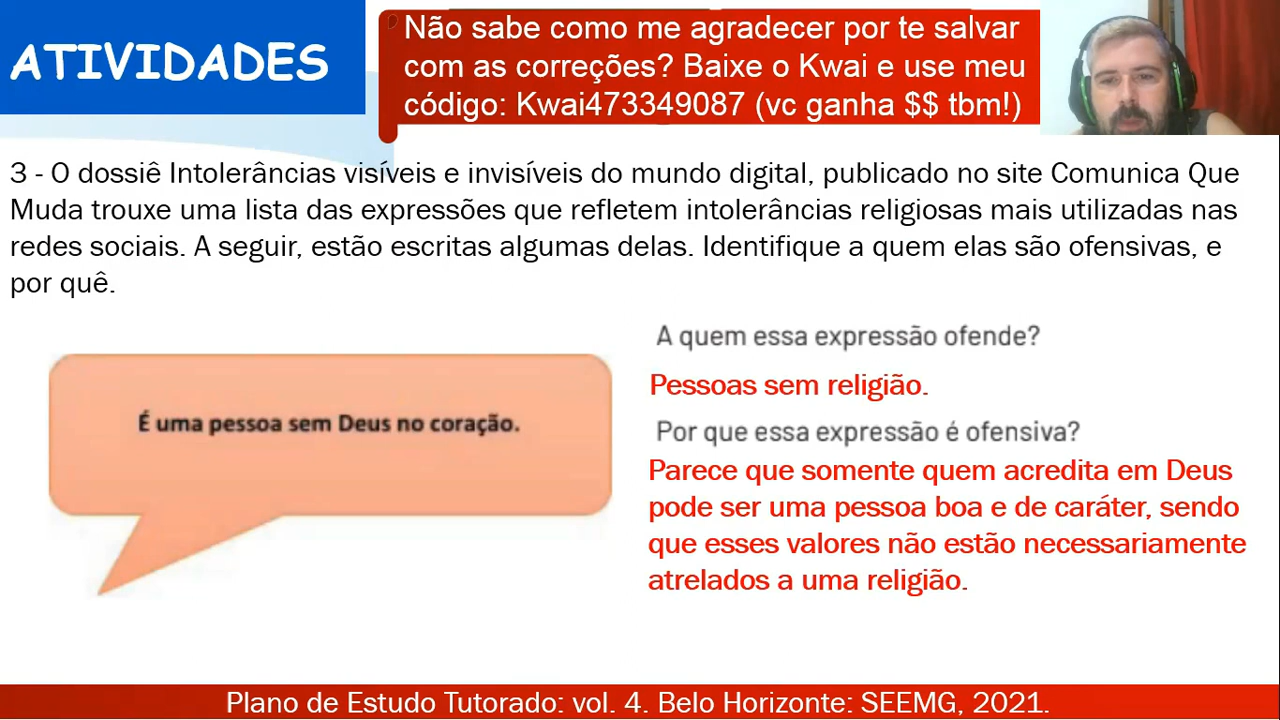 ATIVIDADES
Não sabe como me agradecer por te salvar
com as correções? Baixe o Kwai e use meu
código: Kwai473349087 (vc ganha $$ tbm!)
3 - O dossiê Intolerâncias visíveis e invisíveis do mundo digital, publicado no site Comunica Que
Muda trouxe uma lista das expressões que refletem intolerâncias religiosas mais utilizadas nas
redes sociais. A seguir, estão escritas algumas delas. Identifique a quem elas são ofensivas, e
por quê.
É uma pessoa sem Deus no coração.
A quem essa expressão ofende?
Pessoas sem religião.
Por que essa expressão é ofensiva?
Parece que somente quem acredita em Deus
pode ser uma pessoa boa e de caráter, sendo
que esses valores não estão necessariamente
atrelados a uma religião.
Plano de Estudo Tutorado: vol. 4. Belo Horizonte: SEEMG, 2021.